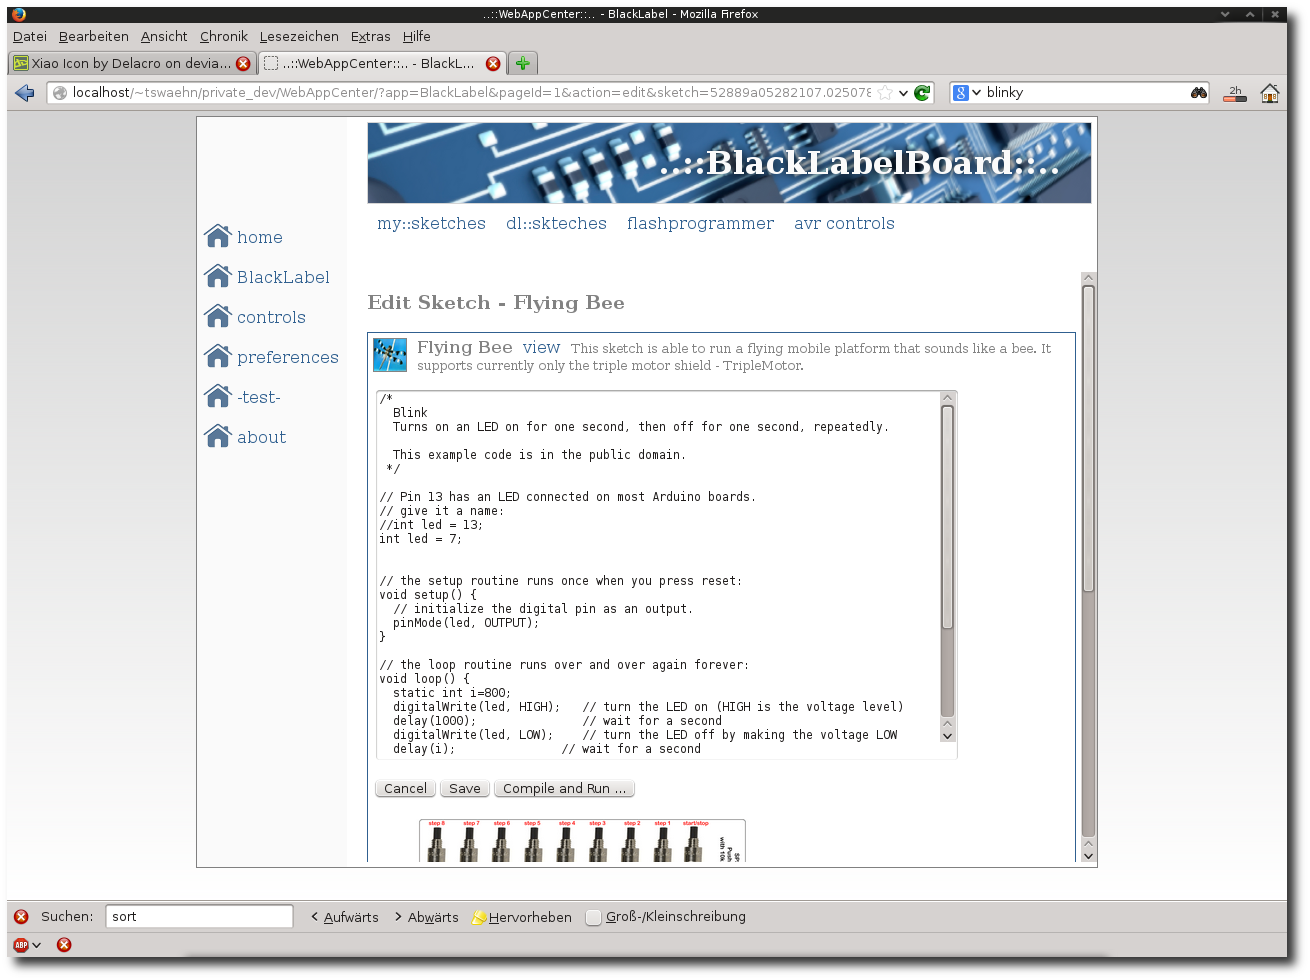 ..::WebAppCenter::.. - BlackLabel - Mozilla Firefox
Datei Bearbeiten Ansicht Chronik Lesezeichen Extras Hilfe
Xiao Icon by Delacro on devia... ..::WebAppCenter::.. - BlackL...
localhost/~tswaehn/private_dev/WebAppCenter/?app=BlackLabel&pageId=1&action=edit&sketch=52889a05282107.025078 8 blinky 2h
..::BlackLabelBoard::..
my::sketches dl::skteches flashprogrammer avr controls
home
BlackLabel
controls
preferences
-test-
about
Edit Sketch - Flying Bee
Flying Bee view This sketch is able to run a flying mobile platform that sounds like a bee. It
supports currently only the triple motor shield - TripleMotor.
/*
Blink
Turns on an LED on for one second, then off for one second, repeatedly.
This example code is in the public domain.
*/
// Pin 13 has an LED connected on most Arduino boards.
// give it a name:
//int led = 13;
int led = 7;
// the setup routine runs once when you press reset:
void setup() {
// initialize the digital pin as an output.
pinMode(led, OUTPUT);
}
// the loop routine runs over and over again forever:
void loop() {
static int i=800;
digitalWrite(led, HIGH); // turn the LED on (HIGH is the voltage level)
delay(1000); // wait for a second
digitalWrite(led, LOW); // turn the LED off by making the voltage LOW
delay(i); // wait for a second
Cancel Save Compile and Run ...
step 8 step 7 step 6 step 5 step 4 step 3 step 2 step 1 start/stop
with 10k
Suchen: sort < Aufwärts > Abwärts Hervorheben Groß-/Kleinschreibung
ABP